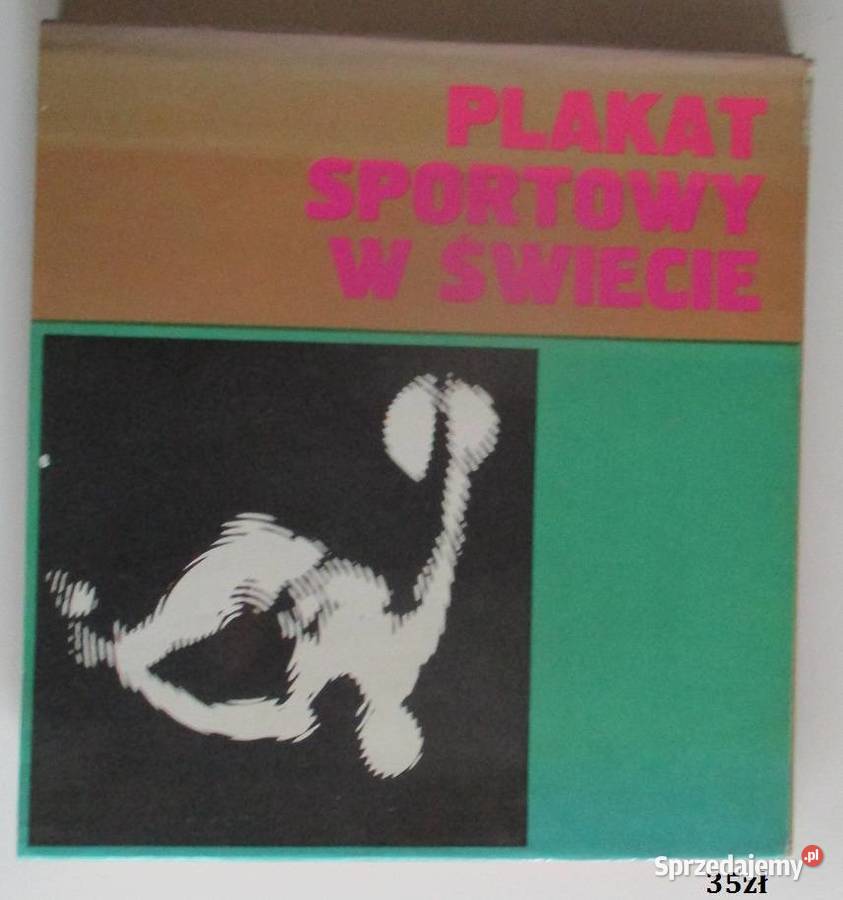 PLAKAT
SPORTOWY
W ŚWIECIE
Sprzedajemy.pl
35zł